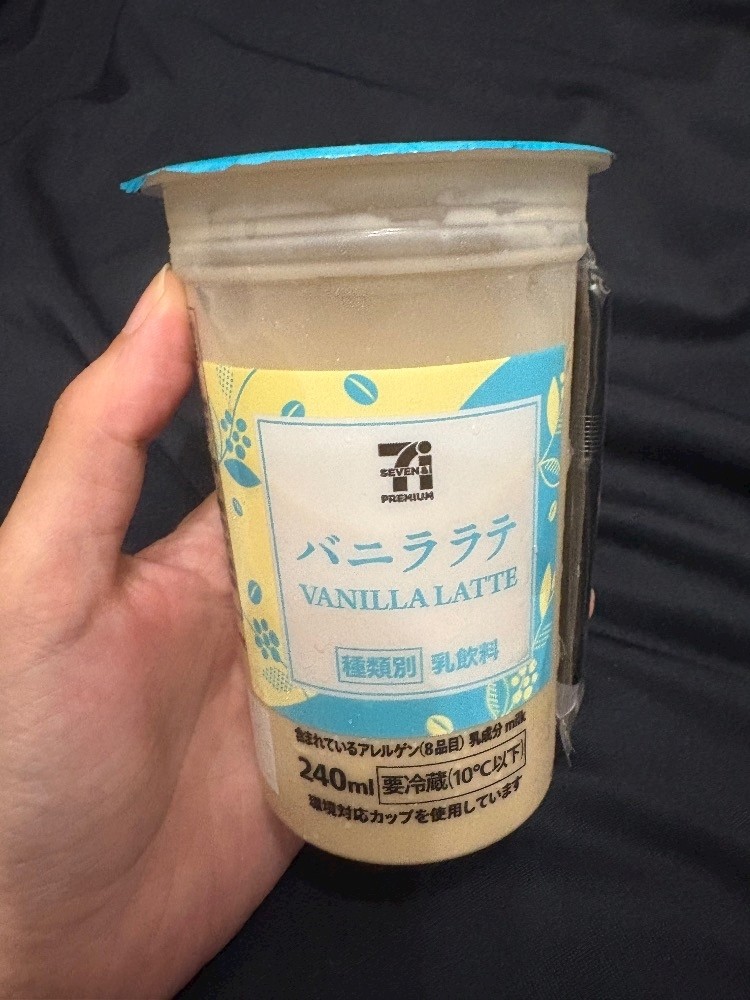 7i
SEVEN&i
PREMIUM
バニララテ
VANILLA LATTE
種類別 乳飲料
含まれているアレルゲン(8品目) 乳成分 milk
240ml 要冷蔵(10℃以下)
環境対応カップを使用しています